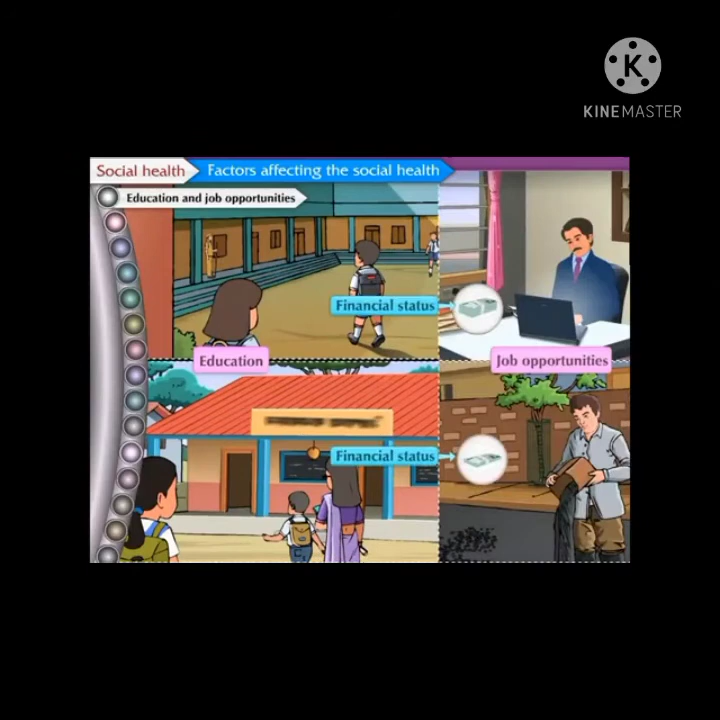 K
KINEMASTER
Social health
Factors affecting the social health
Education and job opportunities
Financial status
Education
Job opportunities
Financial status